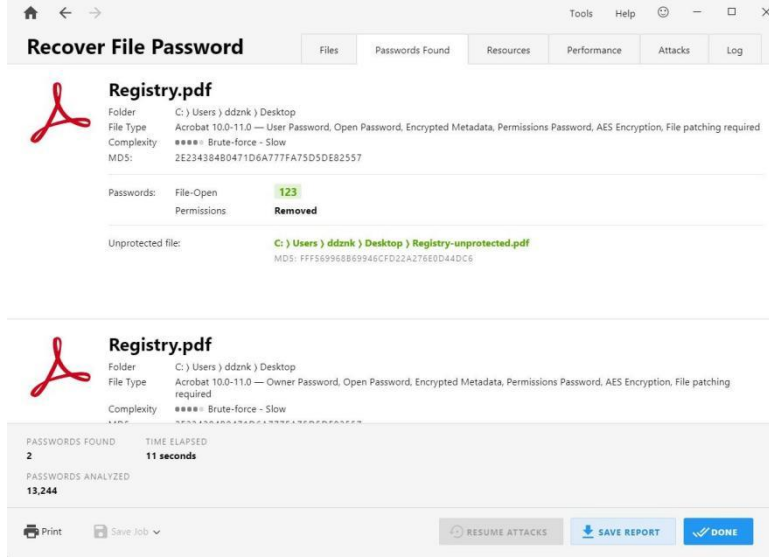 Tools Help
Recover File Password
Files Passwords Found Resources Performance Attacks Log
Registry.pdf
Folder C: ⟩ Users ⟩ ddznk ⟩ Desktop
File Type Acrobat 10.0-11.0 — User Password, Open Password, Encrypted Metadata, Permissions Password, AES Encryption, File patching required
Complexity Brute-force - Slow
MD5: 2E234384B0471D6A777FA75D5DE82557
Passwords: File-Open 123
Permissions Removed
Unprotected file: C: ⟩ Users ⟩ ddznk ⟩ Desktop ⟩ Registry-unprotected.pdf
MD5: FFF569968B69946CFD22A276E0D44DC6
Registry.pdf
Folder C: ⟩ Users ⟩ ddznk ⟩ Desktop
File Type Acrobat 10.0-11.0 — Owner Password, Open Password, Encrypted Metadata, Permissions Password, AES Encryption, File patching
required
Complexity Brute-force - Slow
PASSWORDS FOUND TIME ELAPSED
2 11 seconds
PASSWORDS ANALYZED
13,244
Print Save Job RESUME ATTACKS SAVE REPORT DONE